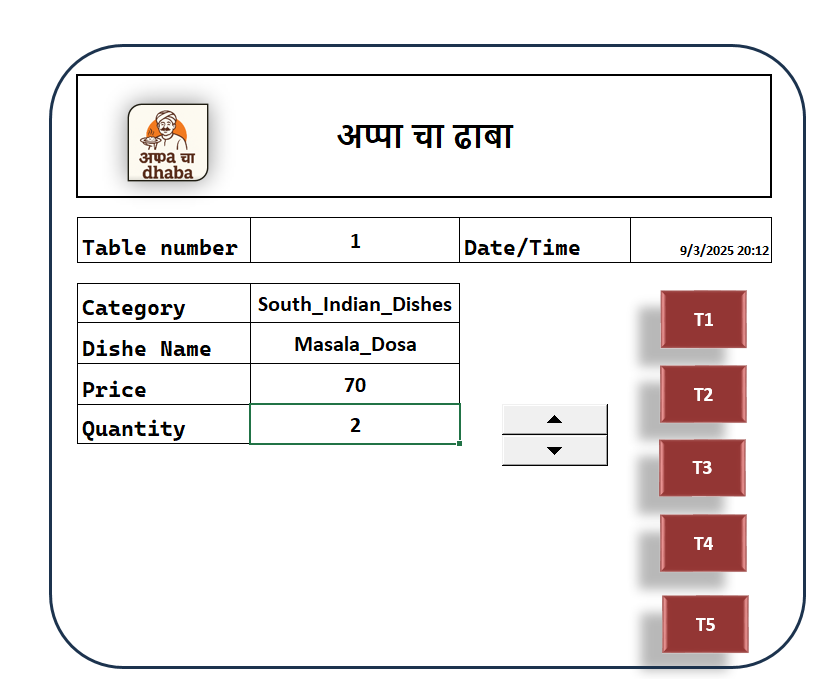 अप्पा चा
dhaba
अप्पा चा ढाबा
Table number 1 Date/Time 9/3/2025 20:12
Category South_Indian_Dishes
Dishe Name Masala_Dosa
Price 70
Quantity 2
T1
T2
T3
T4
T5